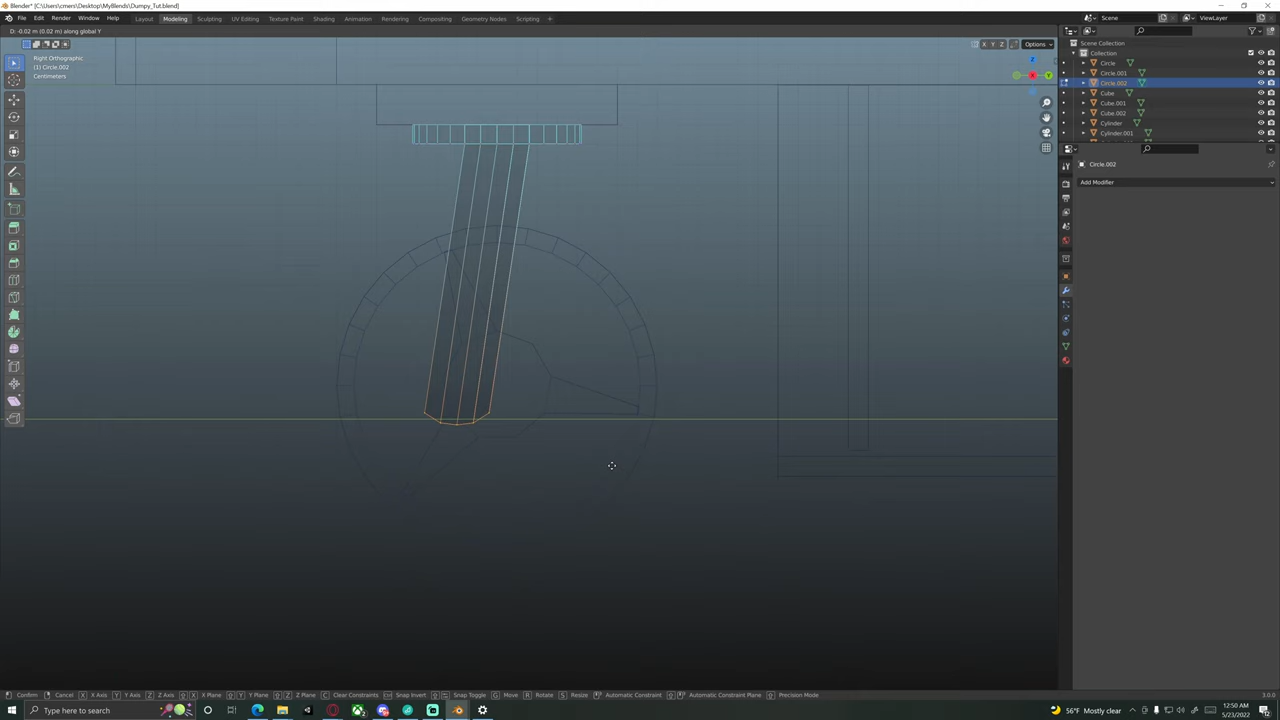 Blender* [C:\Users\cmers\Desktop\MyBlends\Dumpy_Tut.blend]
File Edit Render Window Help Layout Modeling Sculpting UV Editing Texture Paint Shading Animation Rendering Compositing Geometry Nodes Scripting + Scene ViewLayer
D: -0.02 m (0.02 m) along global Y
X Y Z Options
Right Orthographic
(1) Circle.002
Centimeters
Z
Y
Scene Collection
Collection
Circle
Circle.001
Circle.002
Cube
Cube.001
Cube.002
Cylinder
Cylinder.001
Circle.002
Add Modifier
Confirm Cancel X X Axis Y Y Axis Z Z Axis X X Plane Y Y Plane Z Z Plane C Clear Constraints Snap Invert Snap Toggle G Move R Rotate S Resize Automatic Constraint Automatic Constraint Plane Precision Mode 3.0.0
Type here to search 56°F Mostly clear 12:50 AM
5/23/2022